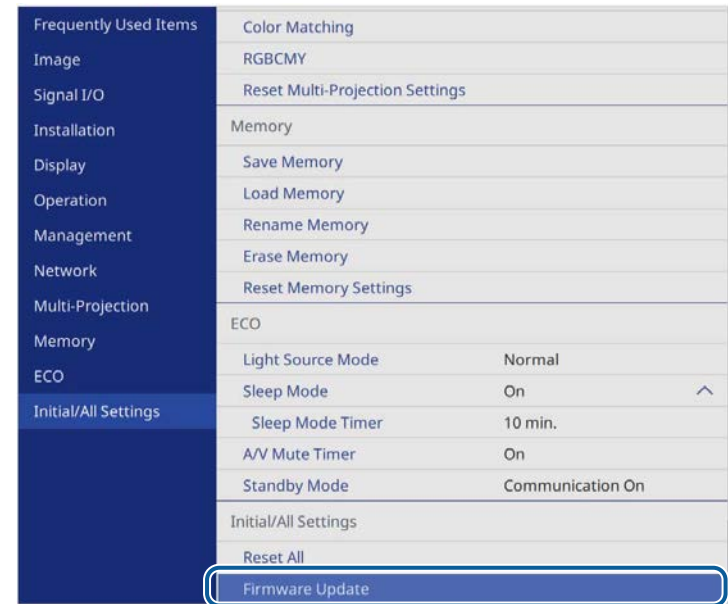 Frequently Used Items
Image
Signal I/O
Installation
Display
Operation
Management
Network
Multi-Projection
Memory
ECO
Initial/All Settings
Color Matching
RGBCMY
Reset Multi-Projection Settings
Memory
Save Memory
Load Memory
Rename Memory
Erase Memory
Reset Memory Settings
ECO
Light Source Mode Normal
Sleep Mode On
Sleep Mode Timer 10 min.
A/V Mute Timer On
Standby Mode Communication On
Initial/All Settings
Reset All
Firmware Update